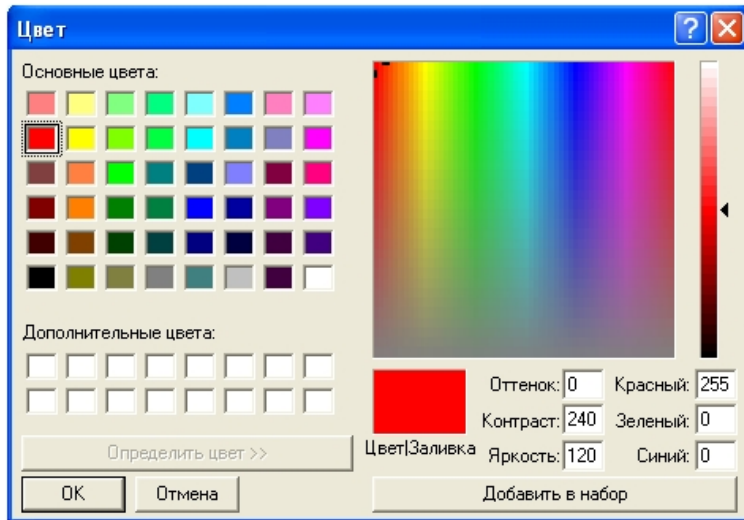 Цвет
Основные цвета:
Дополнительные цвета:
Определить цвет >>
OK
Отмена
Цвет|Заливка
Оттенок: 0
Красный: 255
Контраст: 240
Зеленый: 0
Яркость: 120
Синий: 0
Добавить в набор